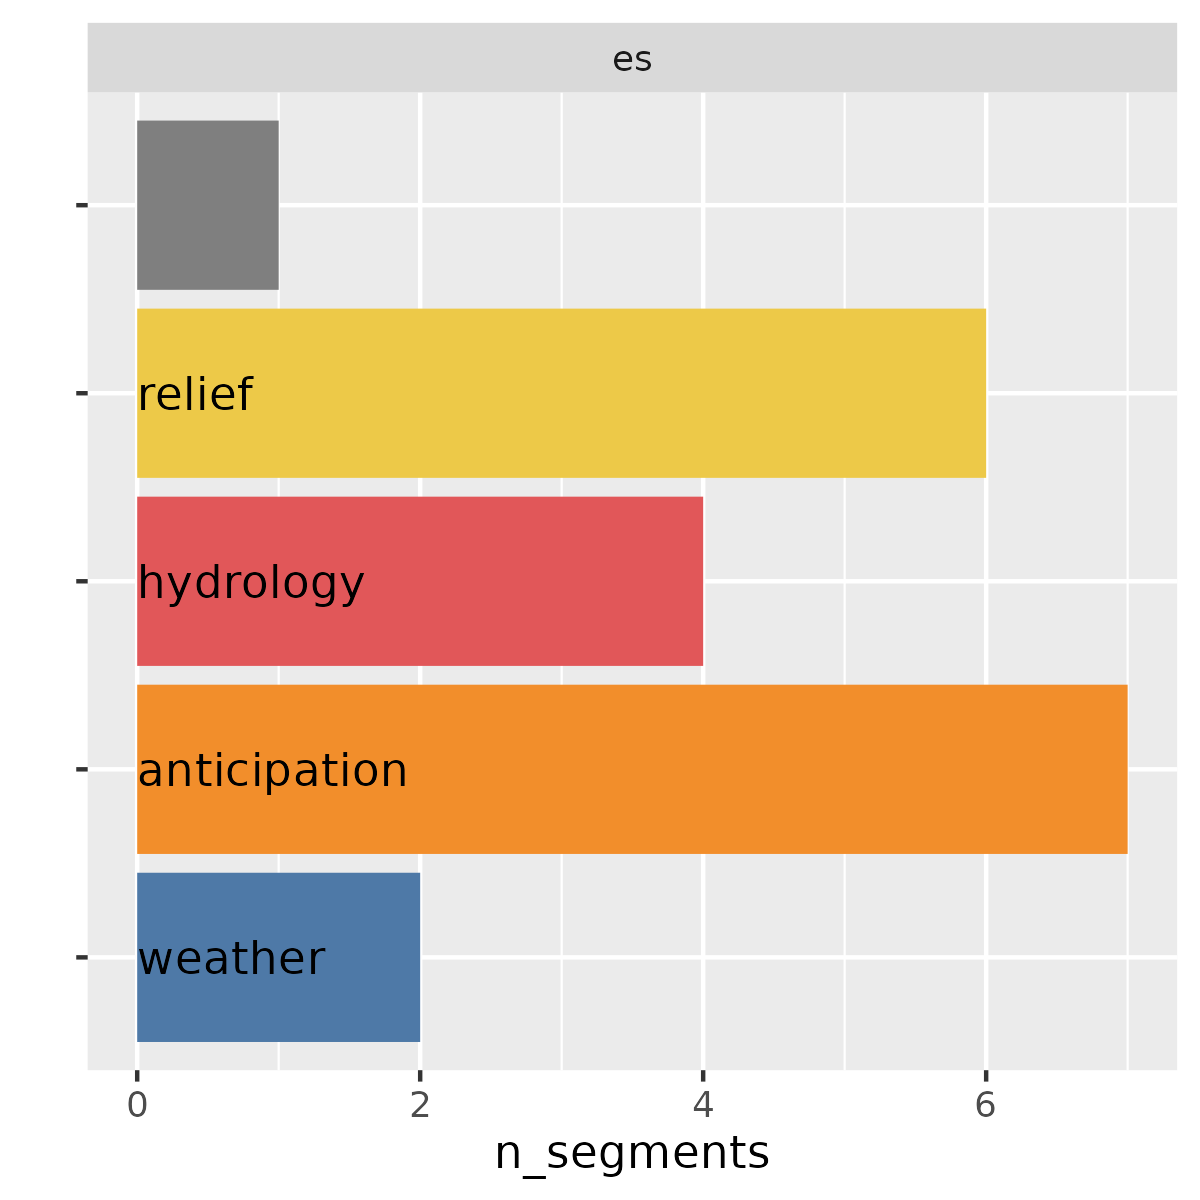 es
relief
hydrology
anticipation
weather
0 2 4 6
n_segments